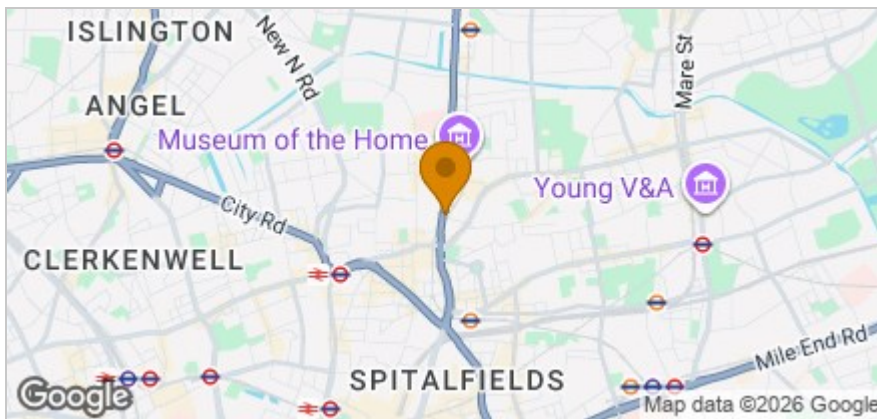 ISLINGTON
New N Rd
Mare St
ANGEL
Museum of the Home
Young V&A
City Rd
CLERKENWELL
Mile End Rd
SPITALFIELDS
Google
Map data ©2026 Google